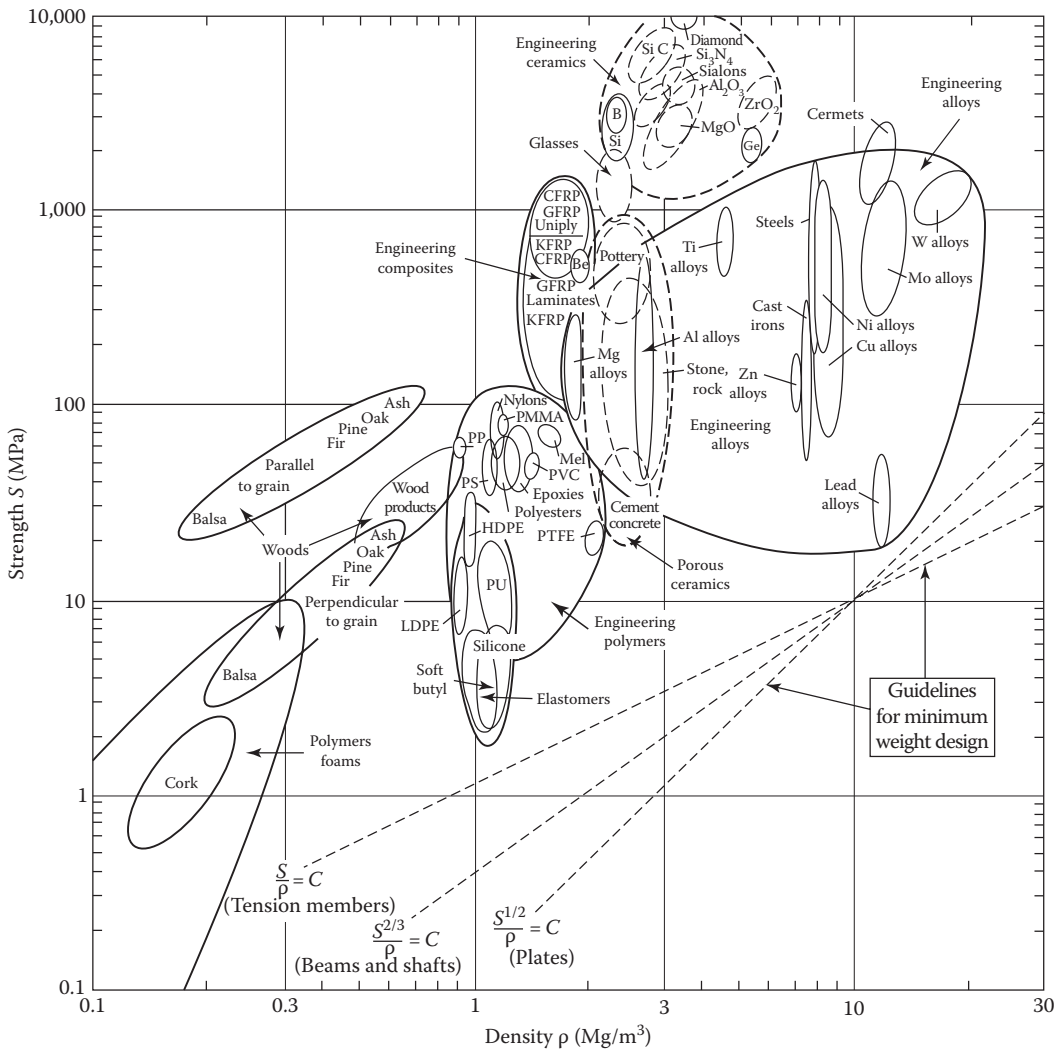 10,000
1,000
100
10
1
0.1
Strength S (MPa)
0.1
0.3
1
3
10
30
Density ρ (Mg/m³)
Engineering
ceramics
Diamond
Si C
Si₃N₄
Sialons
Al₂O₃
ZrO₂
MgO
B
Si
Ge
Glasses
Cermets
Engineering
alloys
CFRP
GFRP
Uniply
KFRP
CFRP
Be
Engineering
composites
GFRP
Laminates
KFRP
Pottery
Ti
alloys
Steels
W alloys
Mo alloys
Cast
irons
Ni alloys
Cu alloys
Al alloys
Mg
alloys
Stone,
rock
Zn
alloys
Engineering
alloys
Lead
alloys
Ash
Oak
Pine
Fir
Parallel
to grain
Balsa
Woods
Wood
products
Nylons
PMMA
PP
PS
Mel
PVC
Epoxies
Polyesters
HDPE
PTFE
Cement
concrete
Porous
ceramics
Ash
Oak
Pine
Fir
Perpendicular
to grain
Balsa
LDPE
PU
Silicone
Engineering
polymers
Soft
butyl
Elastomers
Polymers
foams
Cork
Guidelines
for minimum
weight design
S/ρ = C
(Tension members)
S²ᐟ³/ρ = C
(Beams and shafts)
S¹ᐟ²/ρ = C
(Plates)